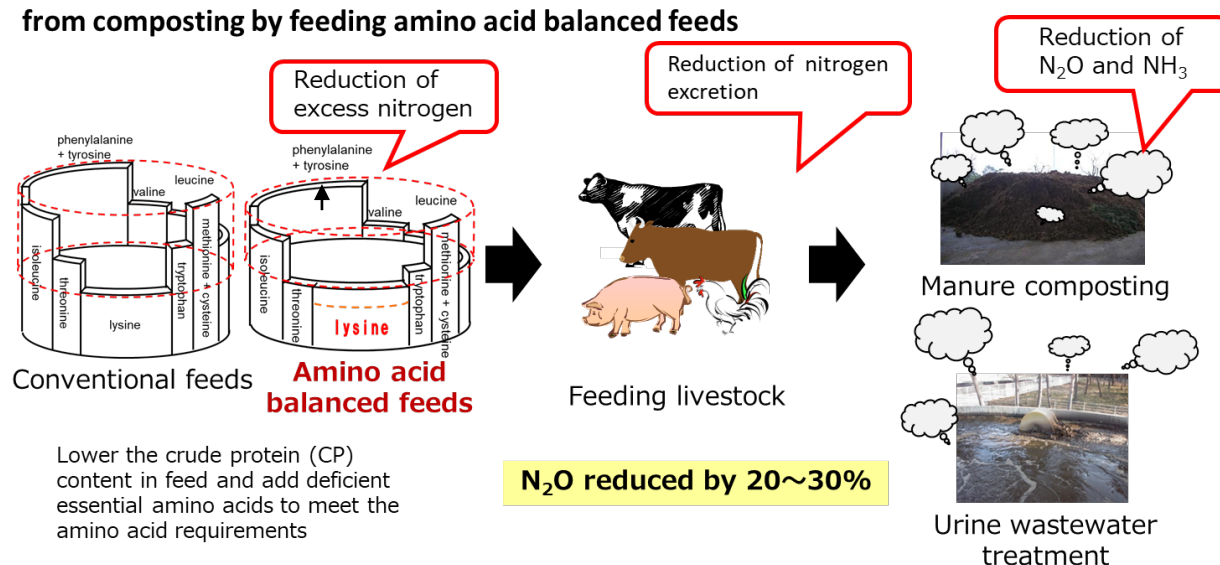 from composting by feeding amino acid balanced feeds
Reduction of
excess nitrogen
Reduction of nitrogen
excretion
Reduction of
N₂O and NH₃
phenylalanine
+ tyrosine
leucine
valine
isoleucine
threonine
lysine
tryptophan
methionine + cysteine
Conventional feeds
phenylalanine
+ tyrosine
leucine
valine
isoleucine
threonine
lysine
tryptophan
methionine + cysteine
Amino acid
balanced feeds
Feeding livestock
Manure composting
Lower the crude protein (CP)
content in feed and add deficient
essential amino acids to meet the
amino acid requirements
N₂O reduced by 20～30%
Urine wastewater
treatment